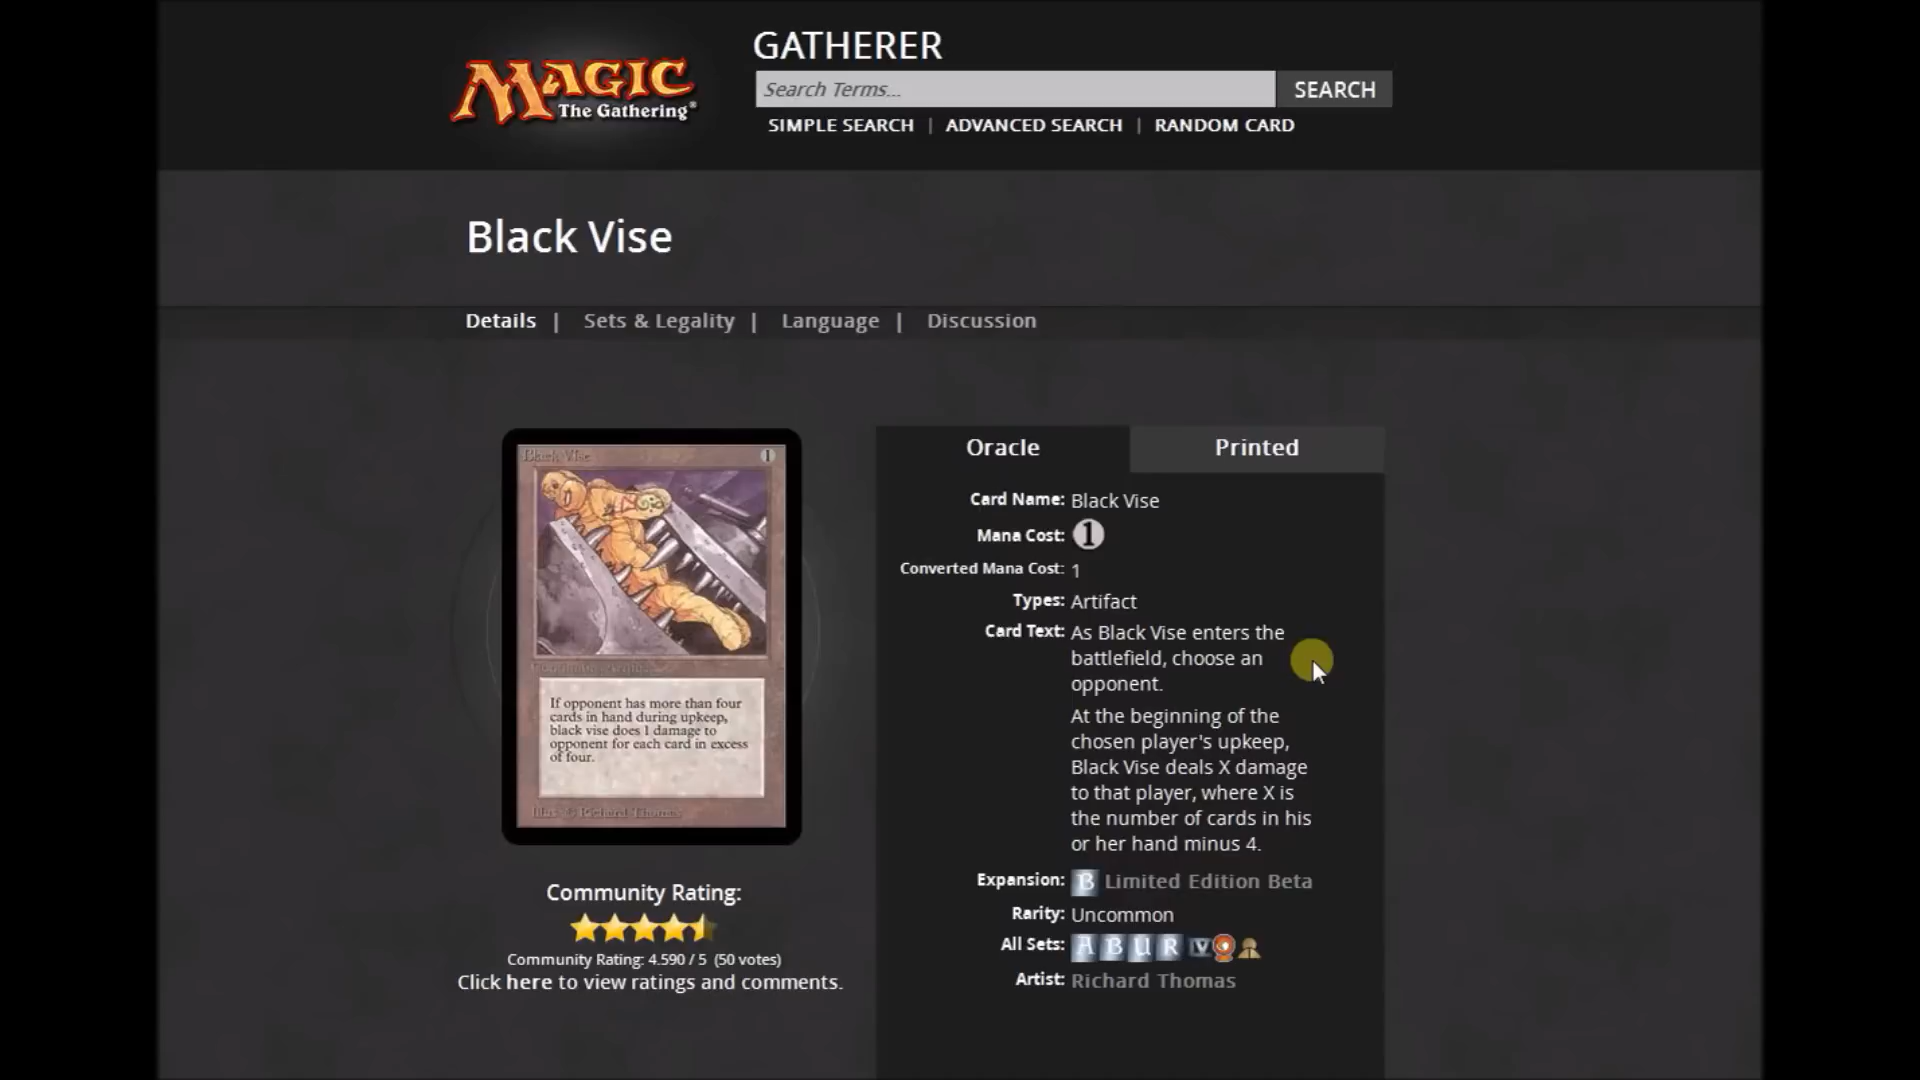 MAGIC
The Gathering®
GATHERER
Search Terms...
SEARCH
SIMPLE SEARCH | ADVANCED SEARCH | RANDOM CARD
Black Vise
Details | Sets & Legality | Language | Discussion
Black Vise 1
If opponent has more than four
cards in hand during upkeep,
black vise does 1 damage to
opponent for each card in excess
of four.
Illus. © Richard Thomas
Community Rating:
Community Rating: 4.590 / 5 (50 votes)
Click here to view ratings and comments.
Oracle Printed
Card Name: Black Vise
Mana Cost: 1
Converted Mana Cost: 1
Types: Artifact
Card Text: As Black Vise enters the
battlefield, choose an
opponent.
At the beginning of the
chosen player's upkeep,
Black Vise deals X damage
to that player, where X is
the number of cards in his
or her hand minus 4.
Expansion: B Limited Edition Beta
Rarity: Uncommon
All Sets: A B U R V
Artist: Richard Thomas